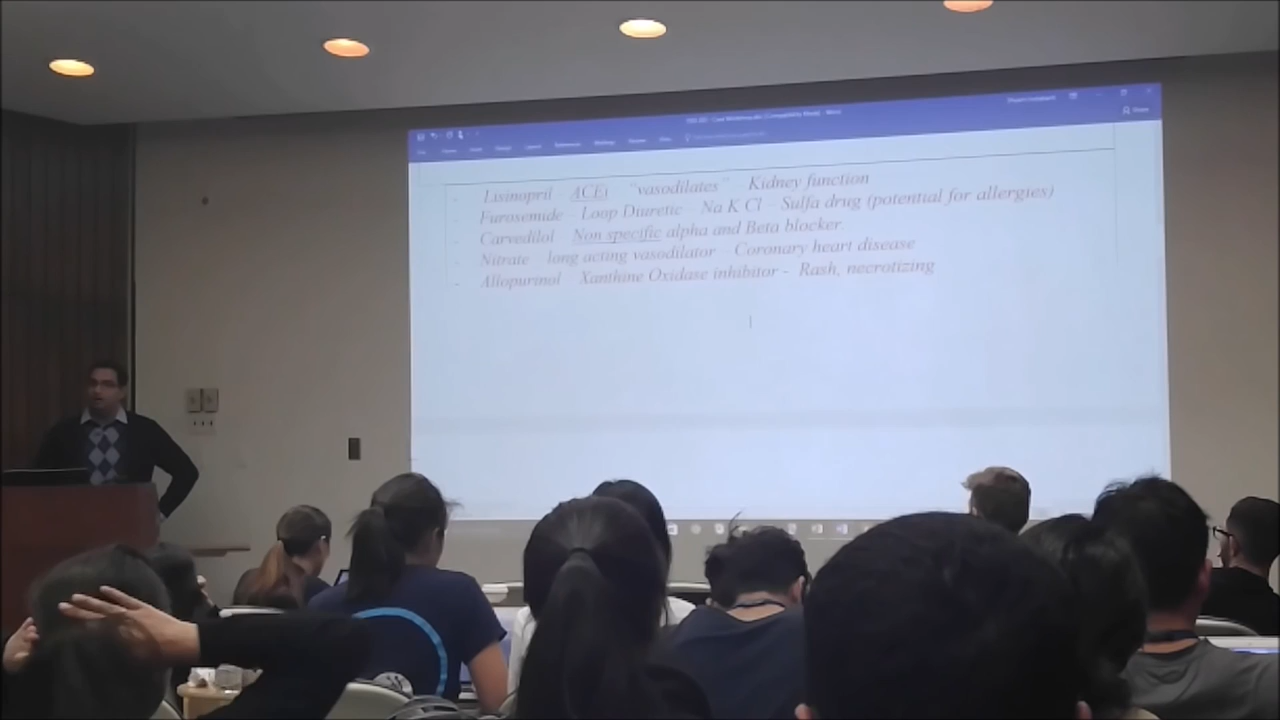 - Lisinopril – ACEi "vasodilates" – Kidney function
- Furosemide – Loop Diuretic – Na K Cl – Sulfa drug (potential for allergies)
- Carvedilol – Non specific alpha and Beta blocker.
- Nitrate – long acting vasodilator – Coronary heart disease
- Allopurinol – Xanthine Oxidase inhibitor - Rash, necrotizing